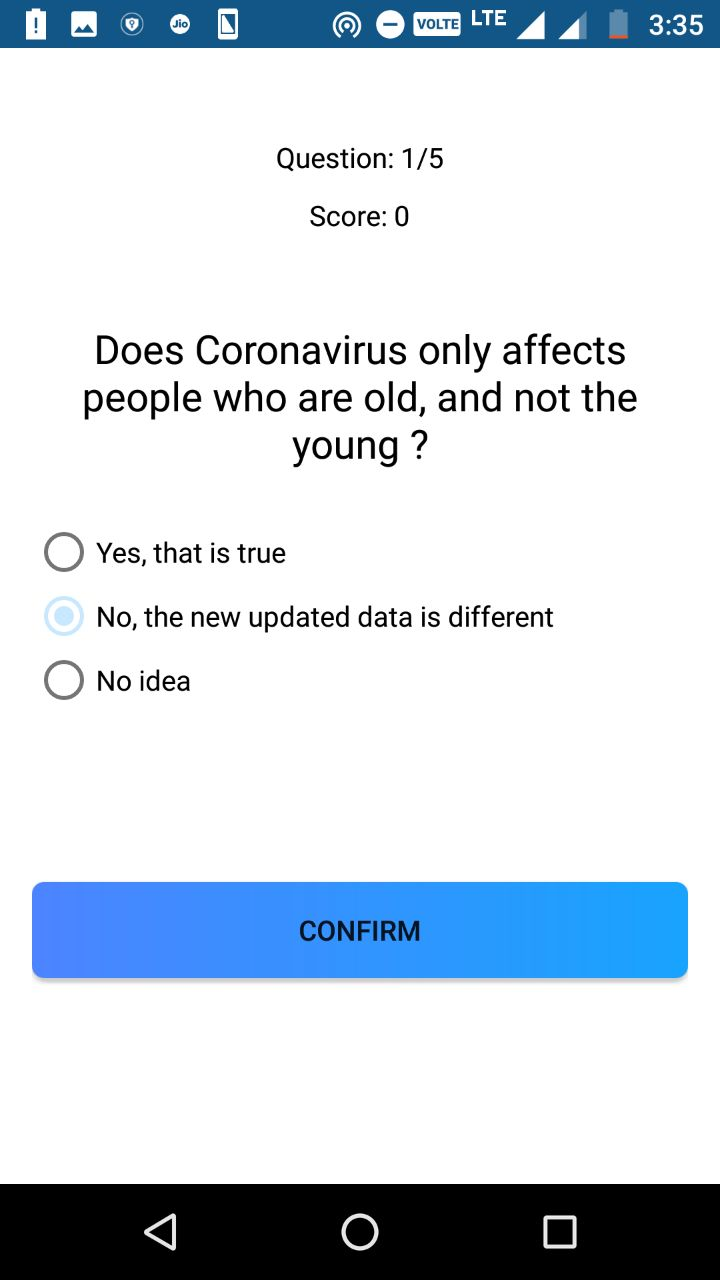 Jio VOLTE LTE 3:35
Question: 1/5
Score: 0
Does Coronavirus only affects
people who are old, and not the
young ?
Yes, that is true
No, the new updated data is different
No idea
CONFIRM